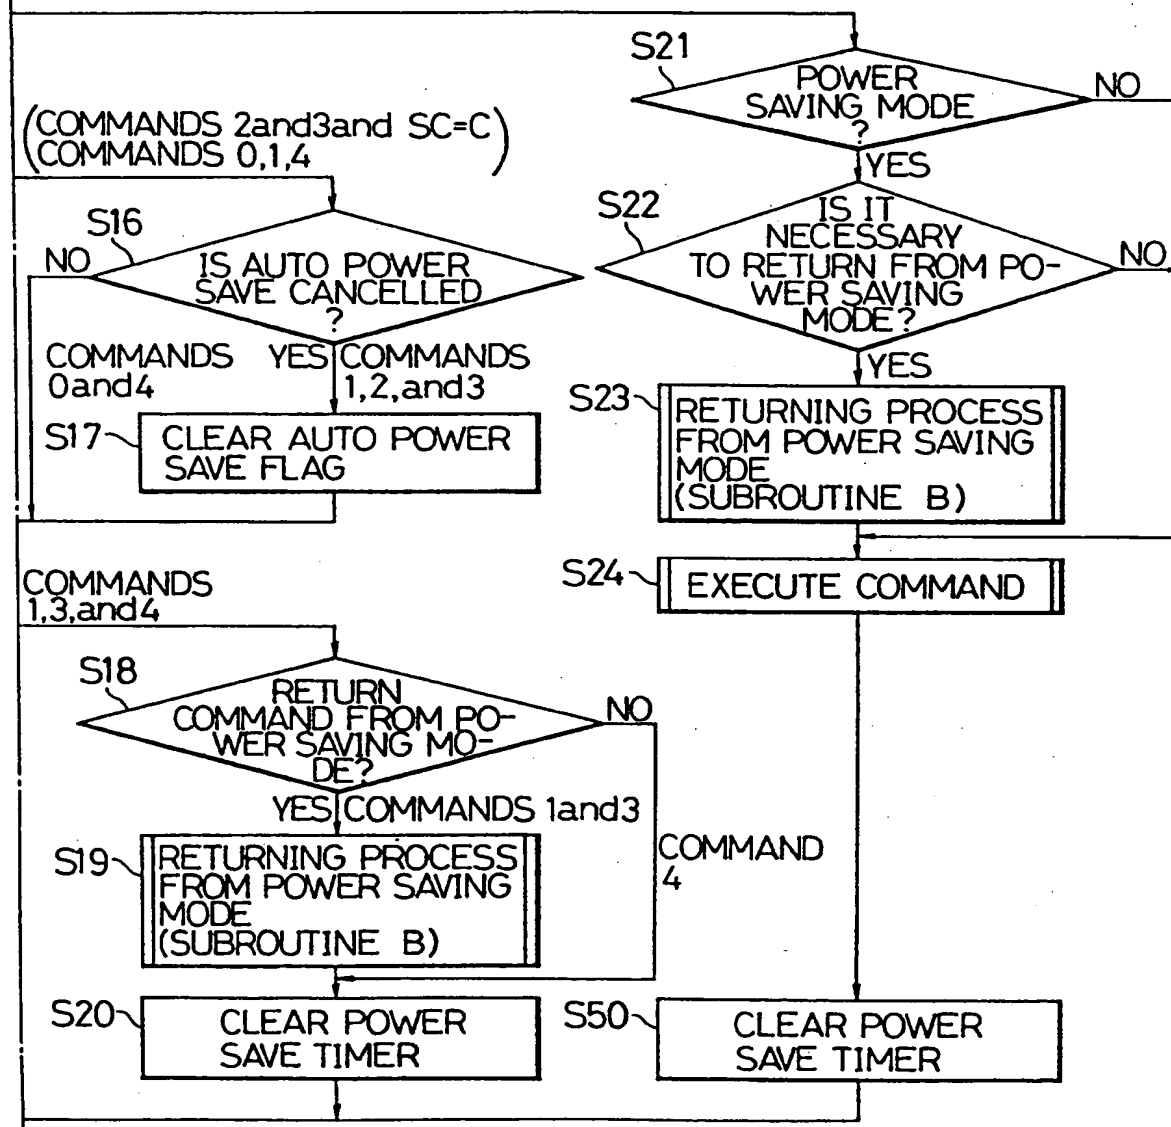 (COMMANDS 2and3and SC=C)
(COMMANDS 0,1,4)
S16
NO
IS AUTO POWER
SAVE CANCELLED
?
COMMANDS
0and4
YES
COMMANDS
1,2,and3
S17
CLEAR AUTO POWER
SAVE FLAG
COMMANDS
1,3,and4
S18
RETURN
COMMAND FROM PO-
WER SAVING MO-
DE?
NO
YES
COMMANDS 1and3
COMMAND
4
S19
RETURNING PROCESS
FROM POWER SAVING
MODE
(SUBROUTINE B)
S20
CLEAR POWER
SAVE TIMER
S21
POWER
SAVING MODE
?
NO
YES
S22
IS IT
NECESSARY
TO RETURN FROM PO-
WER SAVING
MODE?
NO
YES
S23
RETURNING PROCESS
FROM POWER SAVING
MODE
(SUBROUTINE B)
S24
EXECUTE COMMAND
S50
CLEAR POWER
SAVE TIMER